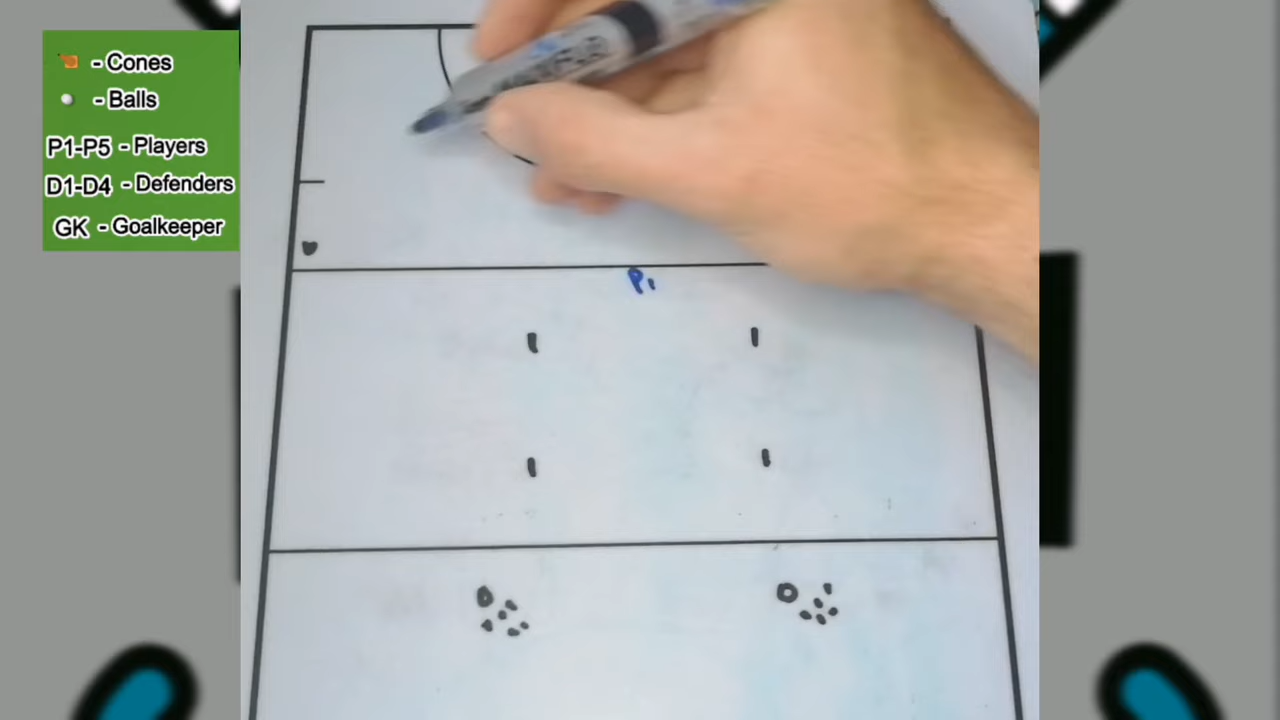 - Cones
- Balls
P1-P5 - Players
D1-D4 - Defenders
GK - Goalkeeper
P1